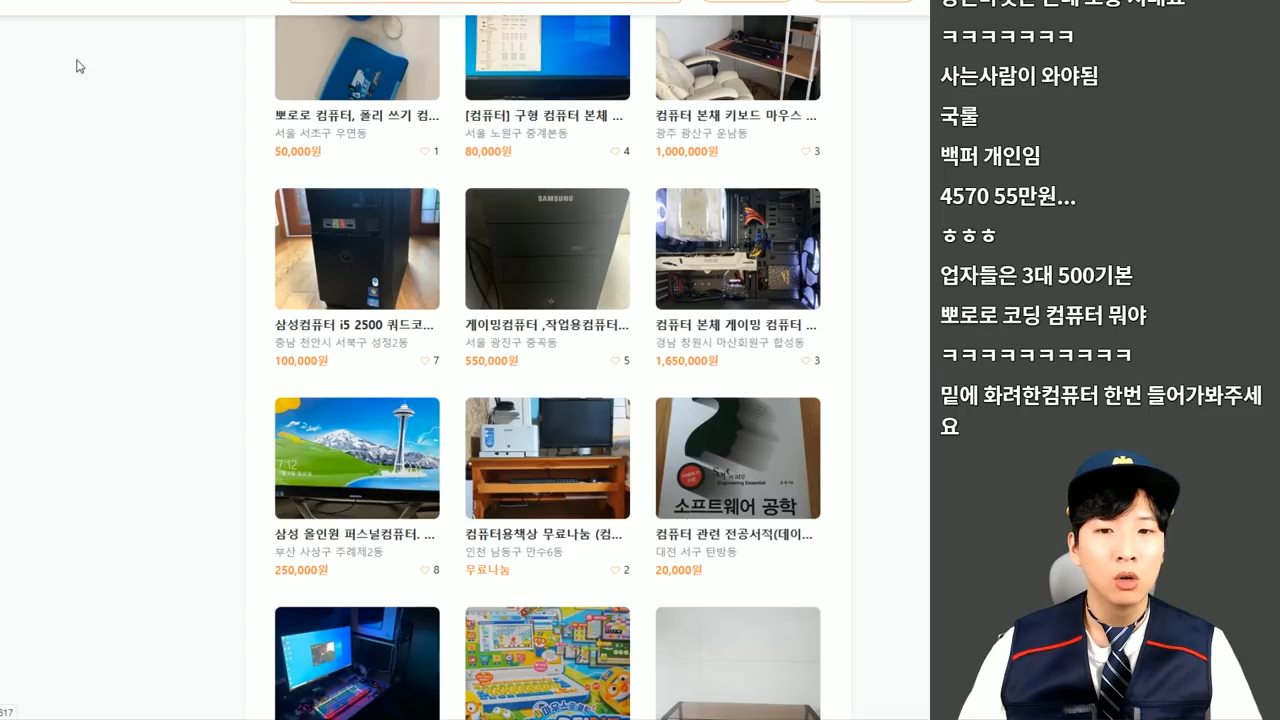 뽀로로 컴퓨터, 폴리 쓰기 컴...
서울 서초구 우면동
50,000원
1
[컴퓨터] 구형 컴퓨터 본체 ...
서울 노원구 중계본동
80,000원
4
컴퓨터 본채 키보드 마우스 ...
광주 광산구 운남동
1,000,000원
3
SAMSUNG
삼성컴퓨터 i5 2500 쿼드코...
충남 천안시 서북구 성정2동
100,000원
7
게이밍컴퓨터 ,작업용컴퓨터...
서울 광진구 중곡동
550,000원
5
컴퓨터 본체 게이밍 컴퓨터 ...
경남 창원시 마산회원구 합성동
1,650,000원
3
7:12
Software
Engineering Essential
소프트웨어 공학
삼성 올인원 퍼스널컴퓨터. ...
부산 사상구 주례제2동
250,000원
8
컴퓨터용책상 무료나눔 (컴...
인천 남동구 만수6동
무료나눔
2
컴퓨터 관련 전공서적(데이...
대전 서구 탄방동
20,000원
517
ㅋㅋㅋㅋㅋㅋㅋ
사는사람이 와야됨
국룰
백퍼 개인임
4570 55만원...
ㅎㅎㅎ
업자들은 3대 500기본
뽀로로 코딩 컴퓨터 뭐야
ㅋㅋㅋㅋㅋㅋㅋㅋㅋㅋ
밑에 화려한컴퓨터 한번 들어가봐주세
요